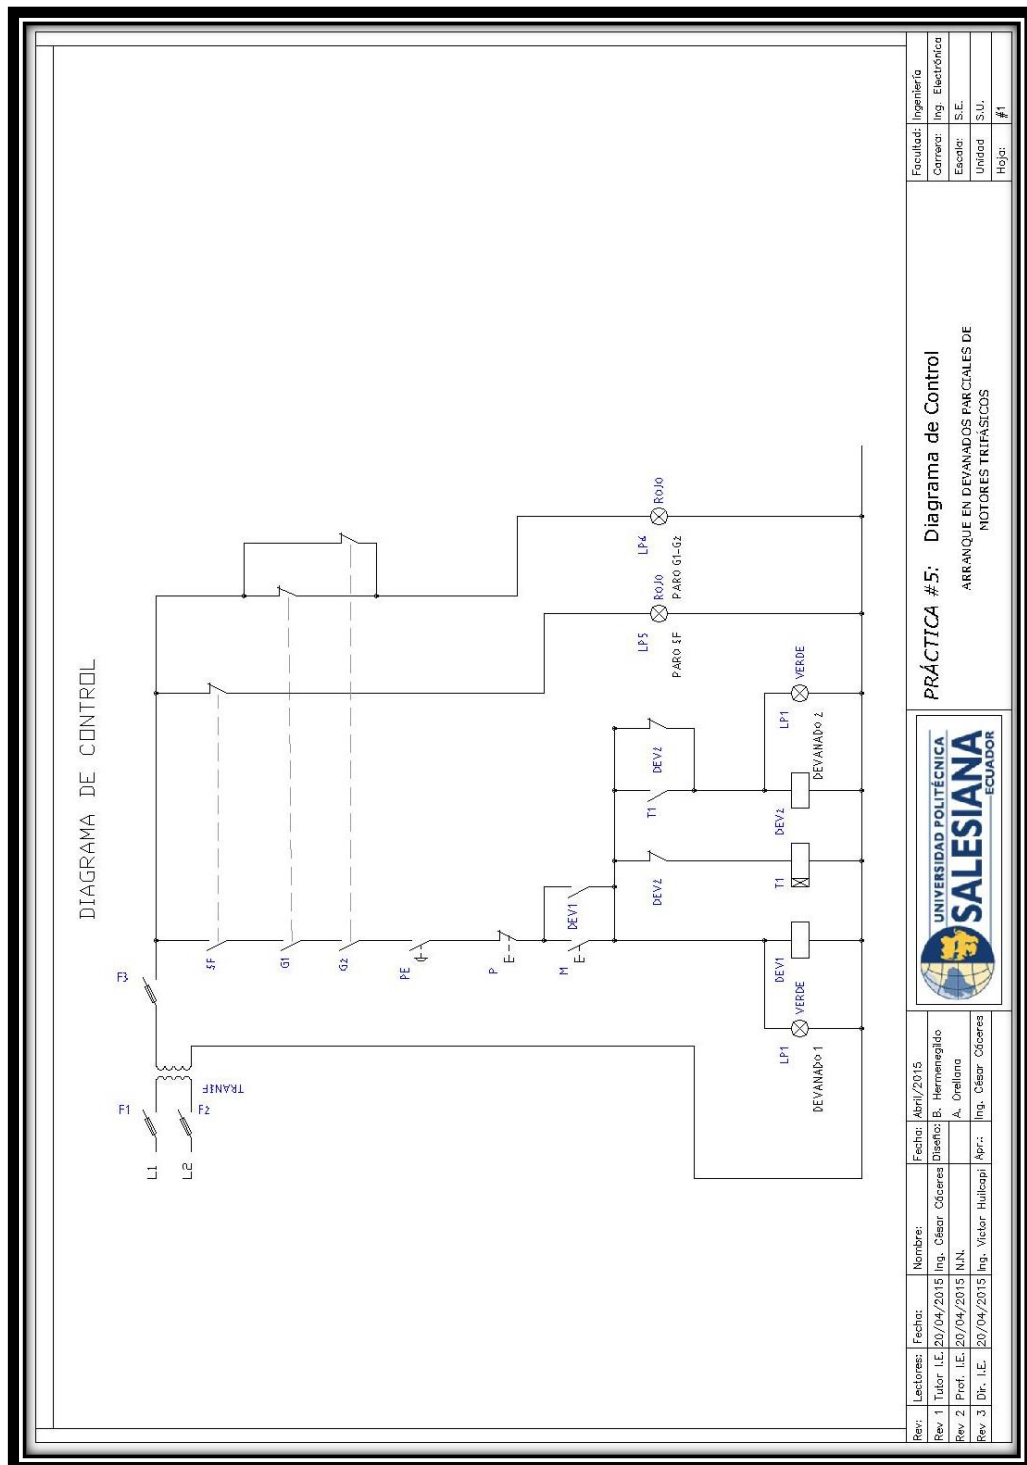 DIAGRAMA DE CONTROL
L1
L2
F1
F2
TRANSF
F3
SF
G1
G2
PE
P
M
DEV1
LP1
VERDE
DEVANADO 1
DEV1
DEV2
T1
T1
DEV2
DEV2
LP1
VERDE
DEVANADO 2
LP5
ROJO
PARO SF
LP6
ROJO
PARO G1-G2
Rev: Lectores: Fecha: Nombre: Fecha: Abril/2015
Rev 1 Tutor I.E. 20/04/2015 Ing. César Cáceres Diseño: B. Hermenegildo
Rev 2 Prof. I.E. 20/04/2015 N.N. A. Orellana
Rev 3 Dir. I.E. 20/04/2015 Ing. Víctor Huilcapi Apr.: Ing. César Cáceres
UNIVERSIDAD POLITÉCNICA
SALESIANA
ECUADOR
PRÁCTICA #5: Diagrama de Control
ARRANQUE EN DEVANADOS PARCIALES DE
MOTORES TRIFÁSICOS
Facultad: Ingeniería
Carrera: Ing. Electrónica
Escala: S.E.
Unidad S.U.
Hoja: #1